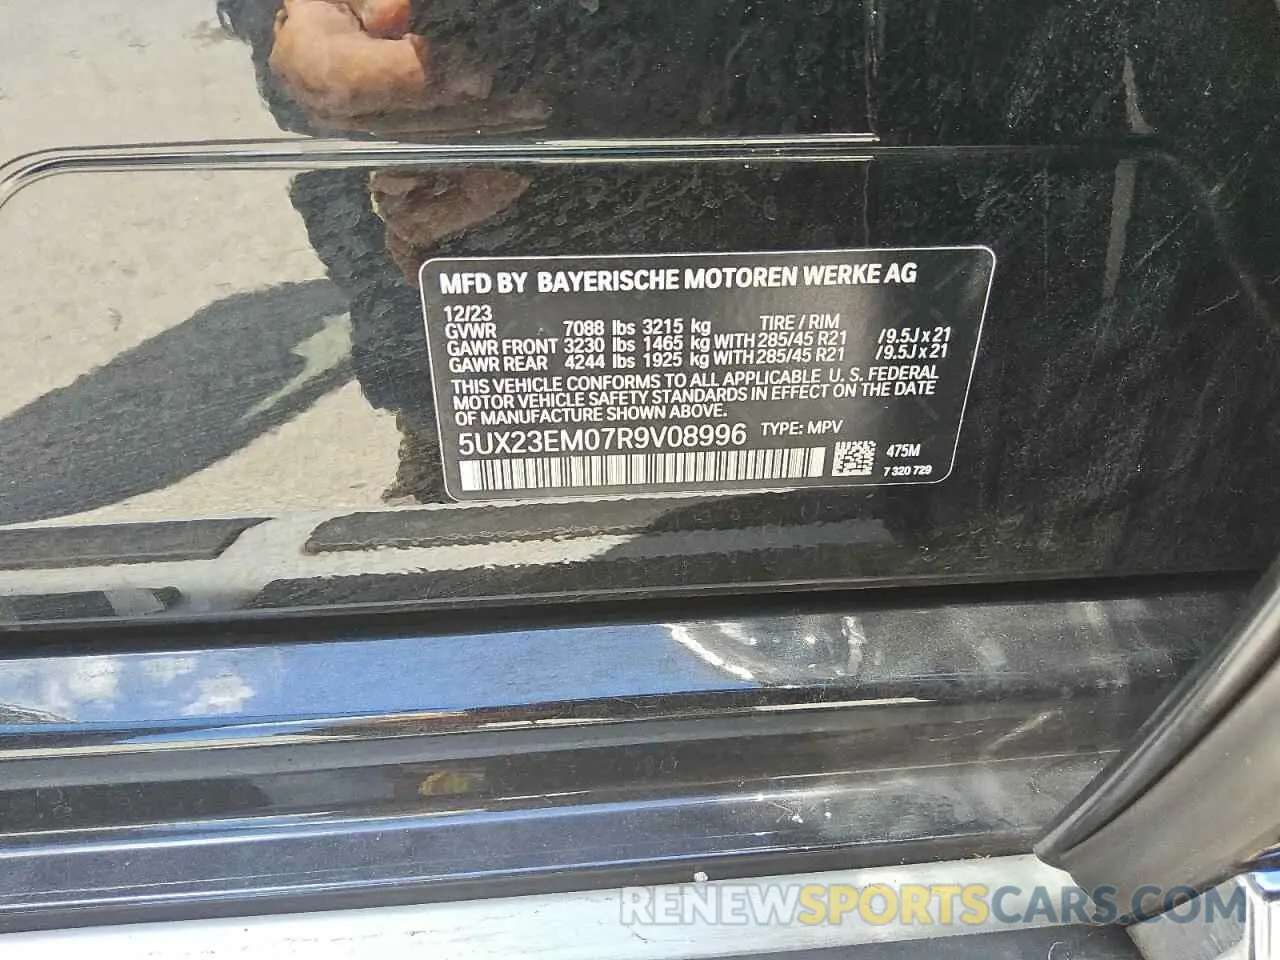 MFD BY BAYERISCHE MOTOREN WERKE AG
12/23
GVWR 7088 lbs 3215 kg TIRE / RIM
GAWR FRONT 3230 lbs 1465 kg WITH 285/45 R21 /9.5J x 21
GAWR REAR 4244 lbs 1925 kg WITH 285/45 R21 /9.5J x 21
THIS VEHICLE CONFORMS TO ALL APPLICABLE U. S. FEDERAL
MOTOR VEHICLE SAFETY STANDARDS IN EFFECT ON THE DATE
OF MANUFACTURE SHOWN ABOVE.
5UX23EM07R9V08996 TYPE: MPV
475M
7 320 729
RENEWSPORTSCARS.COM